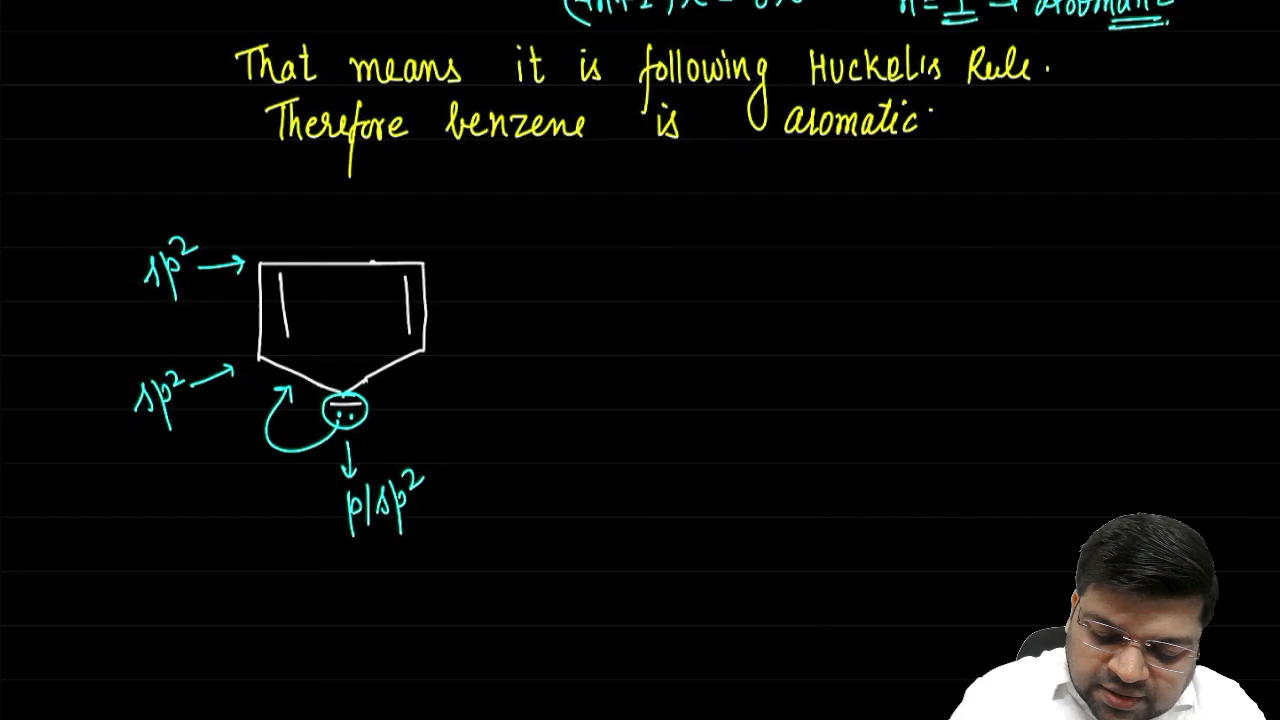 That means it is following Huckel's Rule.
Therefore benzene is aromatic.
sp²
sp²
p/sp²